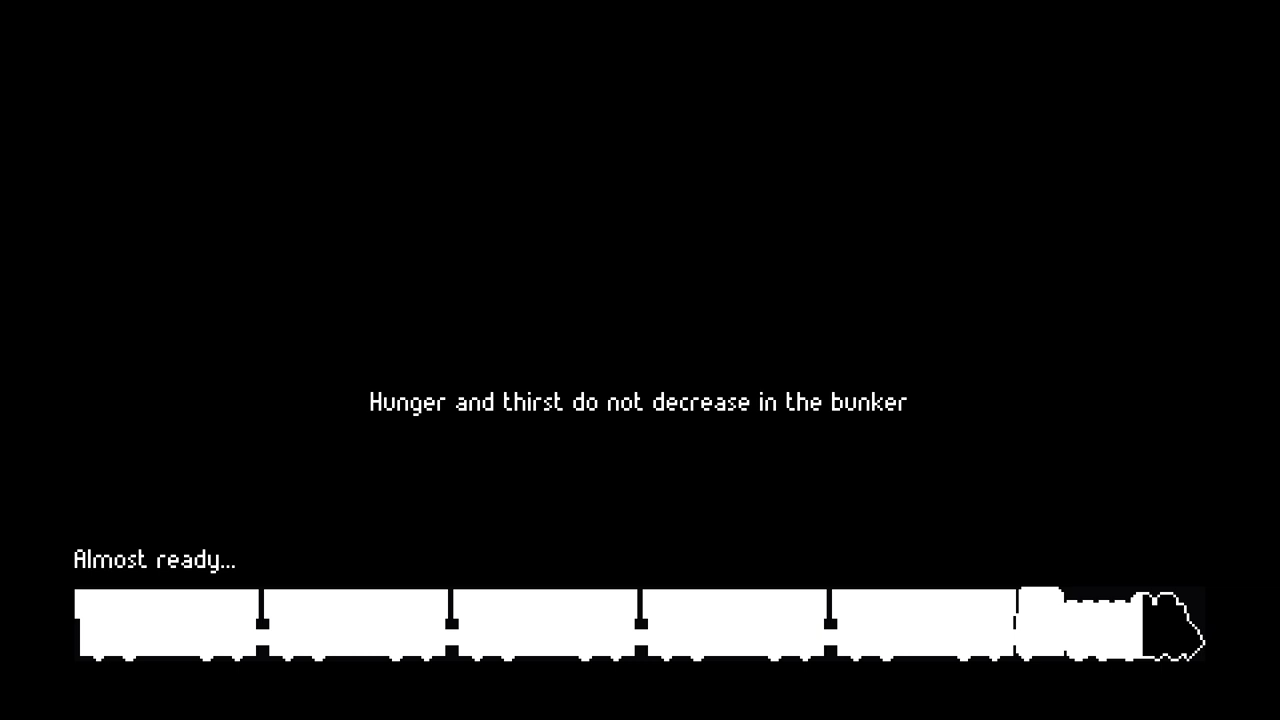 Hunger and thirst do not decrease in the bunker
Almost ready...